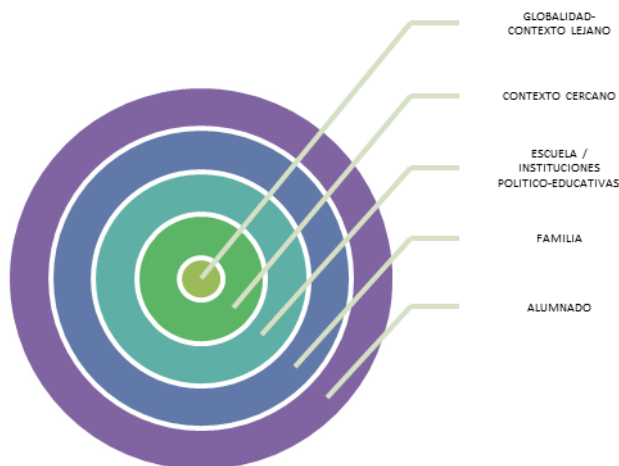 GLOBALIDAD-
CONTEXTO LEJANO
CONTEXTO CERCANO
ESCUELA /
INSTITUCIONES
POLITICO-EDUCATIVAS
FAMILIA
ALUMNADO